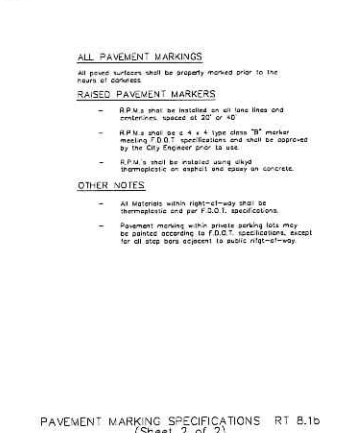 ALL PAVEMENT MARKINGS
All paved surfaces shall be properly marked prior to the
hours of darkness.
RAISED PAVEMENT MARKERS
- R.P.M.s shall be installed on all lane lines and
centerlines, spaced at 20' or 40'
- R.P.M.s shall be a 4 x 4 type class "B" marker
meeting F.D.O.T. specifications and shall be approved
by the City Engineer prior to use.
- R.P.M.'s shall be installed using alkyd
thermoplastic on asphalt and epoxy on concrete.
OTHER NOTES
- All Materials within right-of-way shall be
thermoplastic and per F.D.O.T. specifications.
- Pavement marking within private parking lots may
be painted according to F.D.O.T. specifications, except
for all stop bars adjacent to public right-of-way.
PAVEMENT MARKING SPECIFICATIONS RT 8.1b
(Sheet 2 of 2)